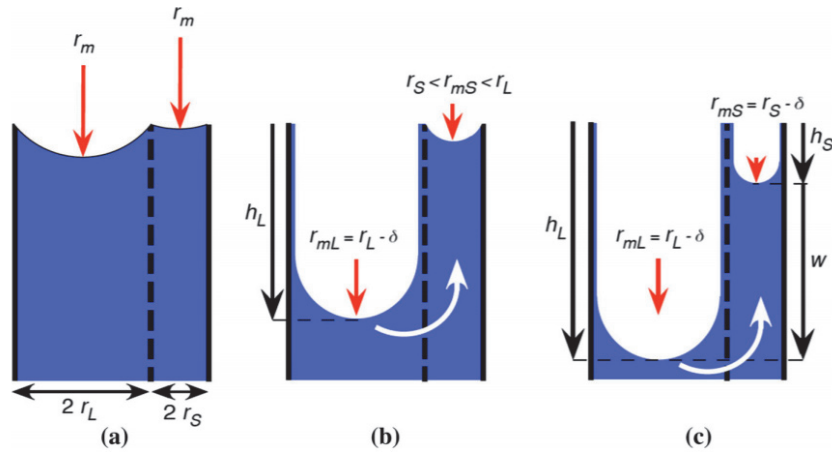 r_m
r_m
2 r_L
2 r_S
(a)
r_S < r_mS < r_L
h_L
r_mL = r_L - δ
(b)
r_mS = r_S - δ
h_S
h_L
r_mL = r_L - δ
w
(c)